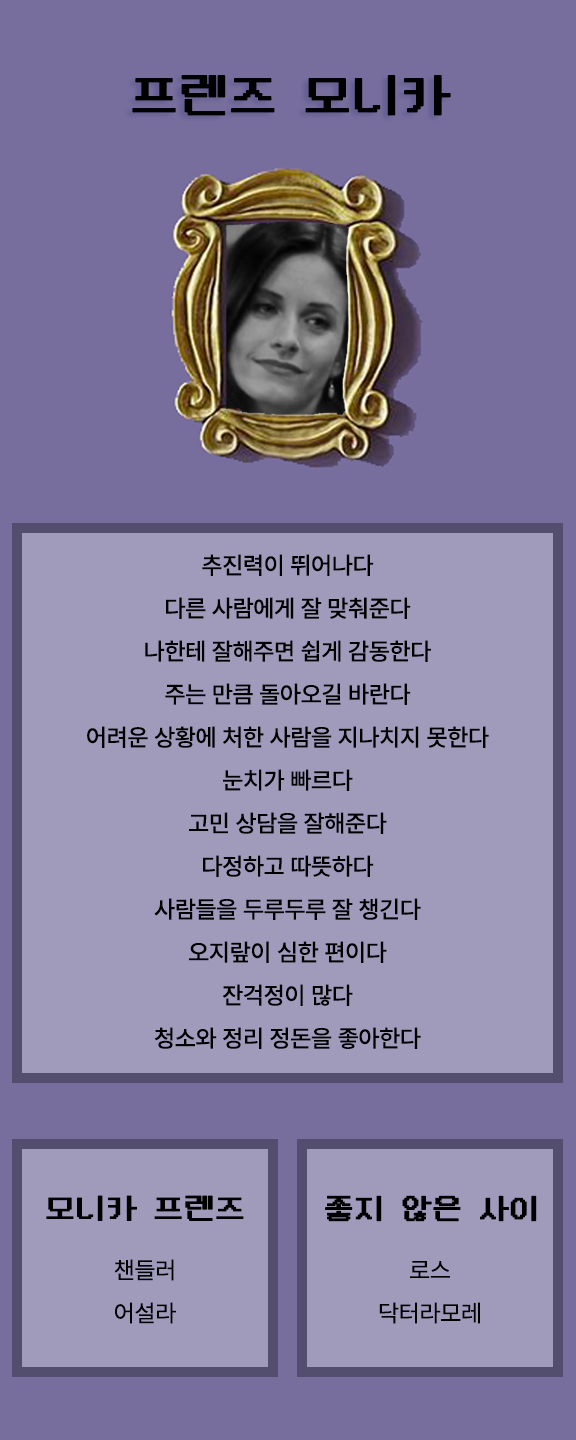 프렌즈 모니카
추진력이 뛰어나다
다른 사람에게 잘 맞춰준다
나한테 잘해주면 쉽게 감동한다
주는 만큼 돌아오길 바란다
어려운 상황에 처한 사람을 지나치지 못한다
눈치가 빠르다
고민 상담을 잘해준다
다정하고 따뜻하다
사람들을 두루두루 잘 챙긴다
오지랖이 심한 편이다
잔걱정이 많다
청소와 정리 정돈을 좋아한다
모니카 프렌즈
챈들러
어설라
좋지 않은 사이
로스
닥터라모레